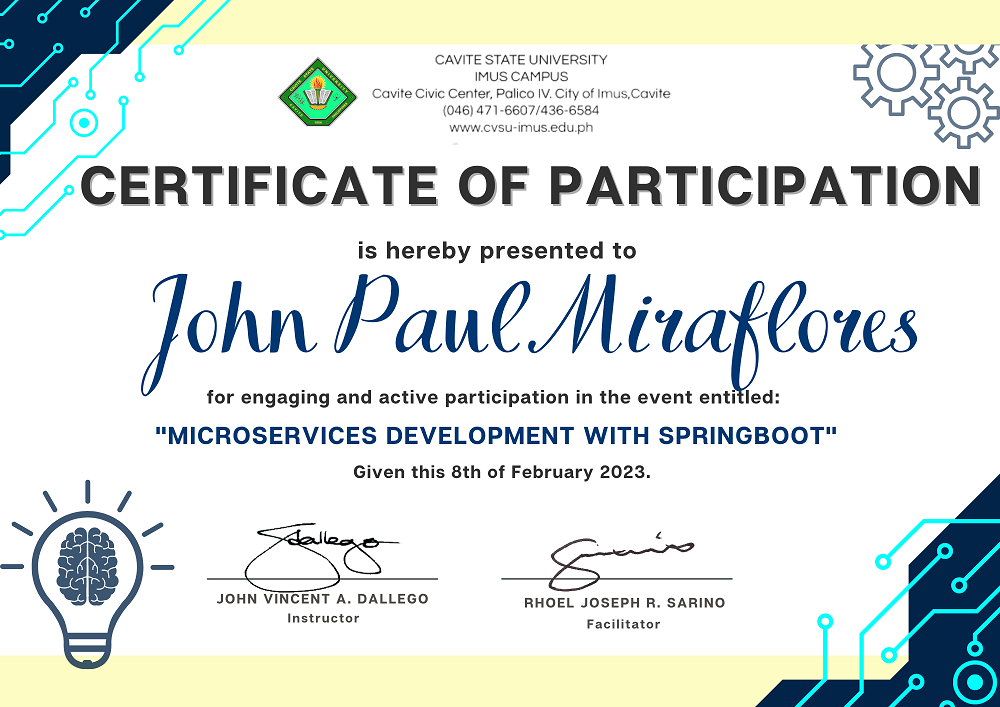 CAVITE STATE UNIVERSITY
IMUS CAMPUS
Cavite Civic Center, Palico IV. City of Imus,Cavite
(046) 471-6607/436-6584
www.cvsu-imus.edu.ph
CERTIFICATE OF PARTICIPATION
is hereby presented to
John Paul Miraflores
for engaging and active participation in the event entitled:
"MICROSERVICES DEVELOPMENT WITH SPRINGBOOT"
Given this 8th of February 2023.
JOHN VINCENT A. DALLEGO
Instructor
RHOEL JOSEPH R. SARINO
Facilitator